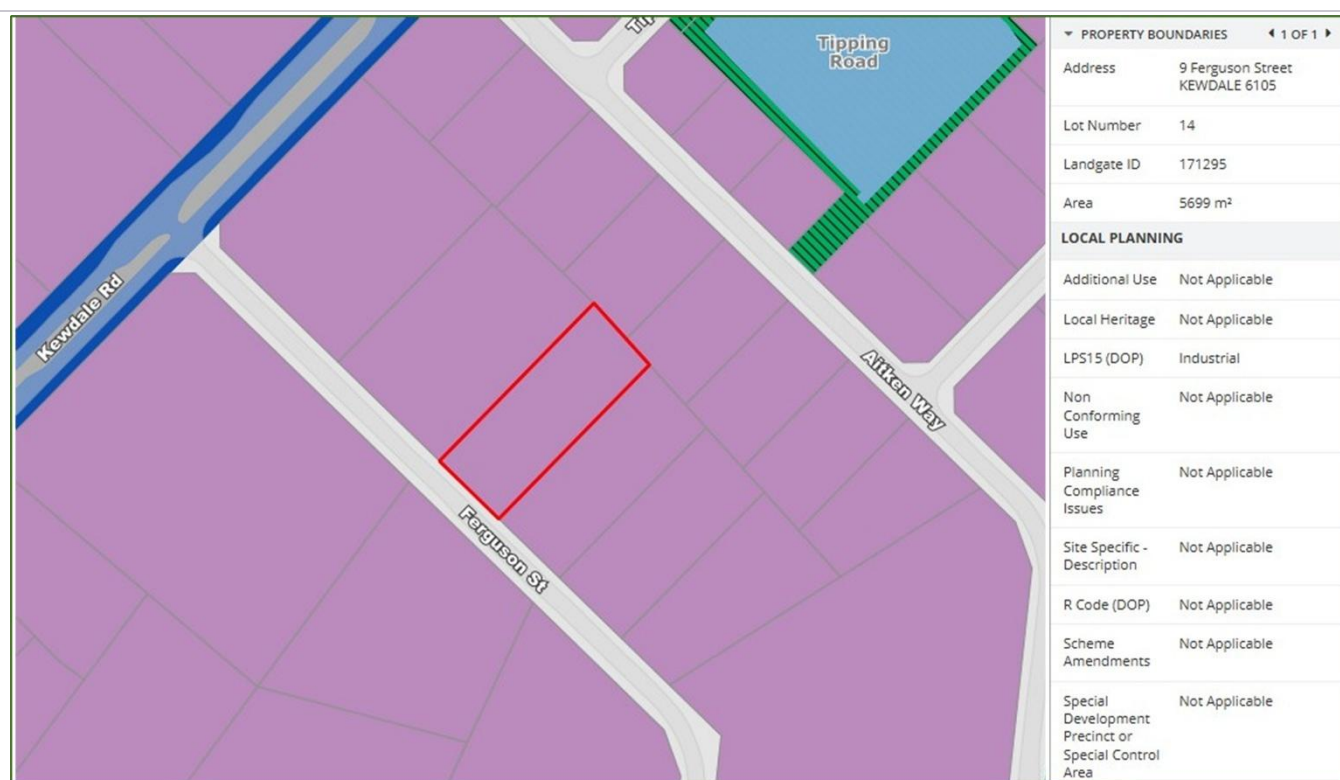 Tipping
Road
Kewdale Rd
Aitken Way
Ferguson St
PROPERTY BOUNDARIES 1 OF 1
Address 9 Ferguson Street
KEWDALE 6105
Lot Number 14
Landgate ID 171295
Area 5699 m²
LOCAL PLANNING
Additional Use Not Applicable
Local Heritage Not Applicable
LPS15 (DOP) Industrial
Non Not Applicable
Conforming
Use
Planning Not Applicable
Compliance
Issues
Site Specific - Not Applicable
Description
R Code (DOP) Not Applicable
Scheme Not Applicable
Amendments
Special Not Applicable
Development
Precinct or
Special Control
Area